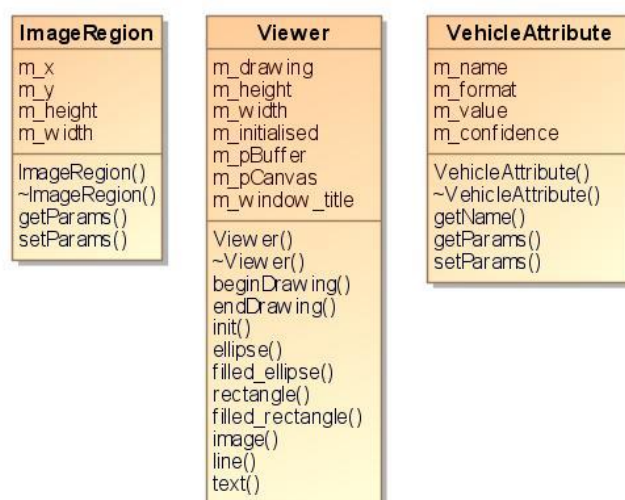 ImageRegion
m_x
m_y
m_height
m_width
ImageRegion()
~ImageRegion()
getParams()
setParams()
Viewer
m_drawing
m_height
m_width
m_initialised
m_pBuffer
m_pCanvas
m_window_title
Viewer()
~Viewer()
beginDrawing()
endDrawing()
init()
ellipse()
filled_ellipse()
rectangle()
filled_rectangle()
image()
line()
text()
VehicleAttribute
m_name
m_format
m_value
m_confidence
VehicleAttribute()
~VehicleAttribute()
getName()
getParams()
setParams()